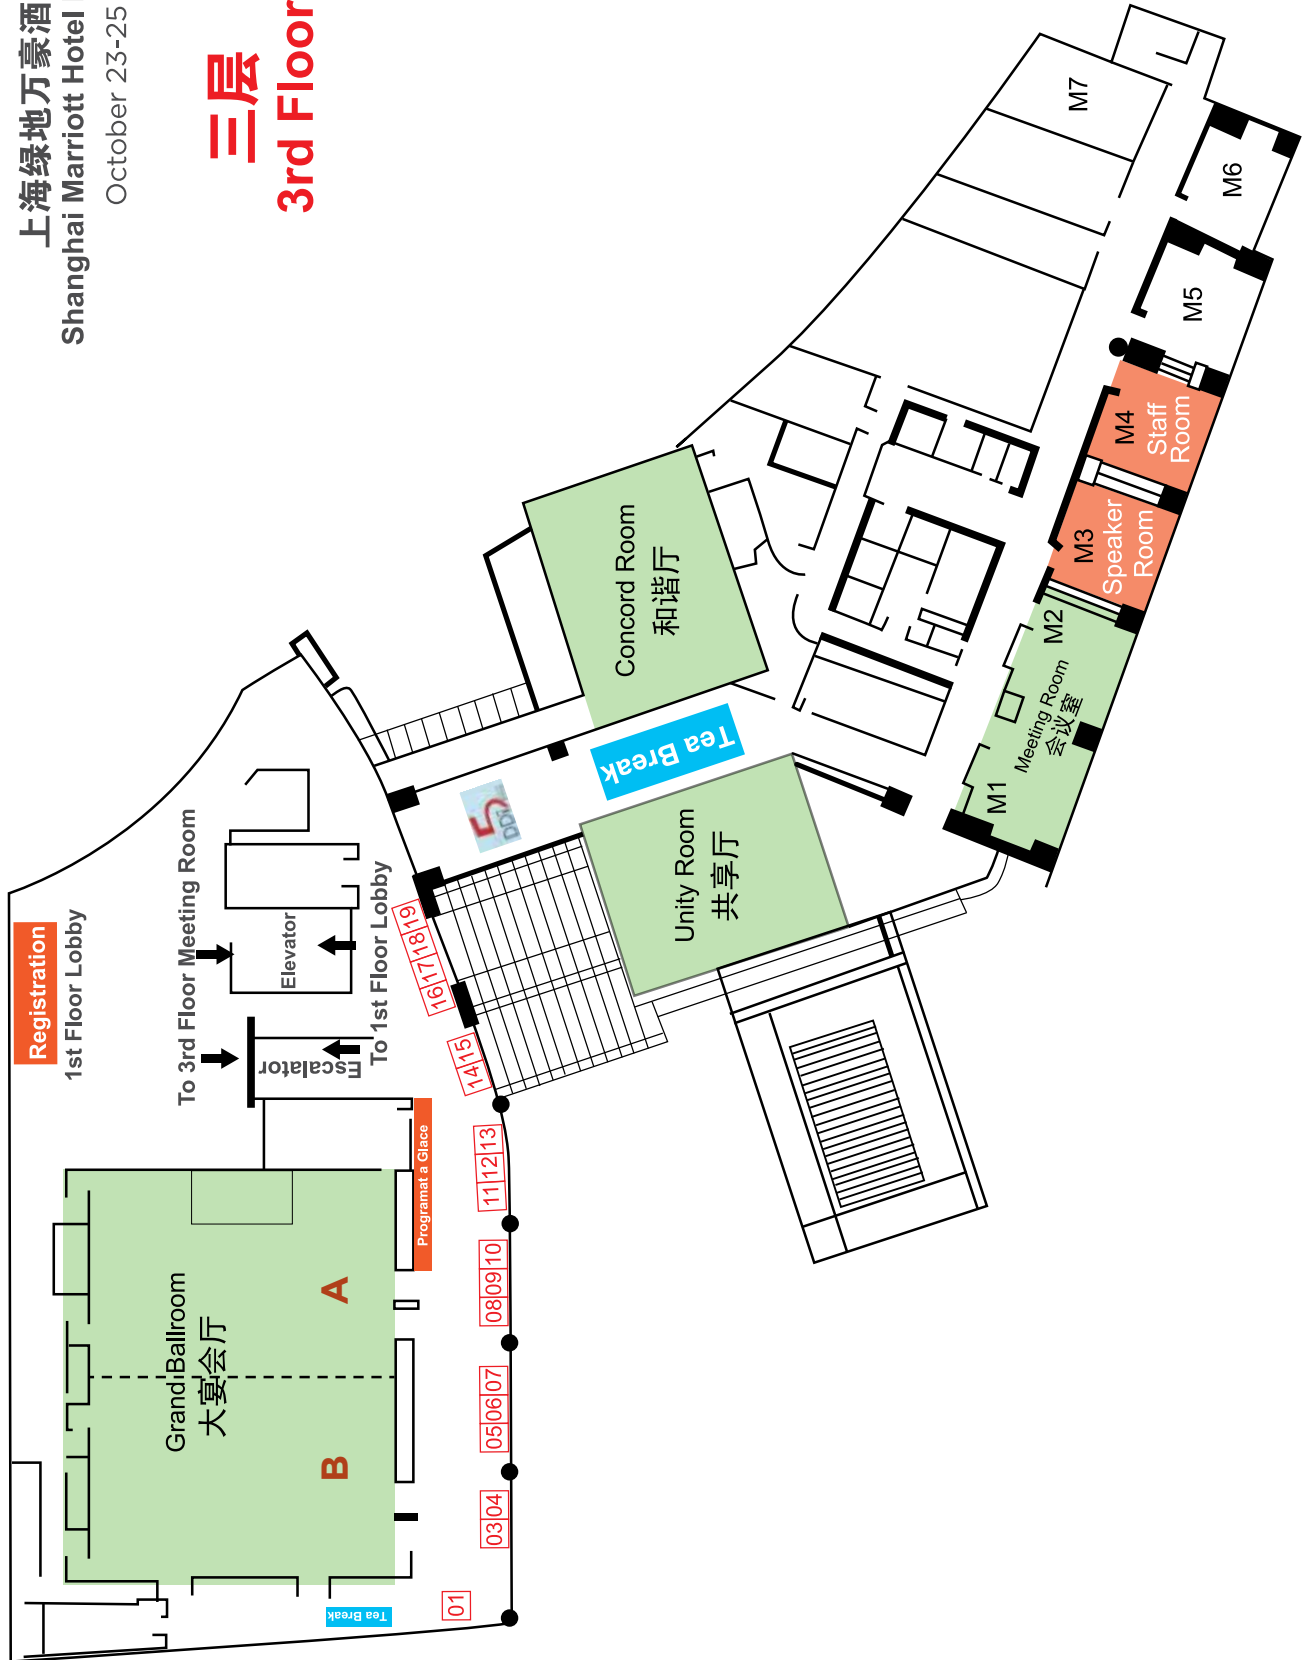 上海绿地万豪酒
Shanghai Marriott Hotel
October 23-25
三层
3rd Floor
Registration
1st Floor Lobby
To 3rd Floor Meeting Room
Elevator
Escalator
To 1st Floor Lobby
Programat a Glace
Grand Ballroom
大宴会厅
A
B
Tea Break
01
03 04
05 06 07
08 09 10
11 12 13
14 15
16 17 18 19
5
DDI
Tea Break
Concord Room
和谐厅
Unity Room
共享厅
M1
Meeting Room
会议室
M2
M3
Speaker
Room
M4
Staff
Room
M5
M6
M7